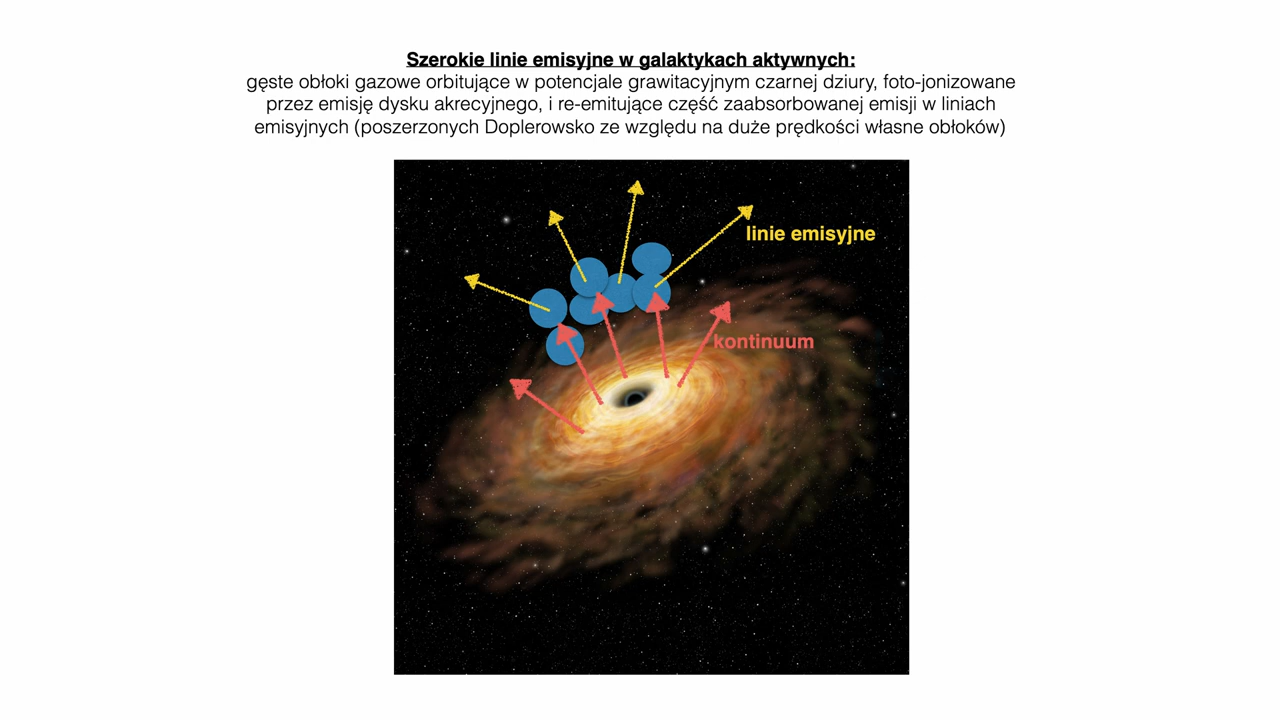 Szerokie linie emisyjne w galaktykach aktywnych:
gęste obłoki gazowe orbitujące w potencjale grawitacyjnym czarnej dziury, foto-jonizowane
przez emisję dysku akrecyjnego, i re-emitujące część zaabsorbowanej emisji w liniach
emisyjnych (poszerzonych Doplerowsko ze względu na duże prędkości własne obłoków)
linie emisyjne
kontinuum